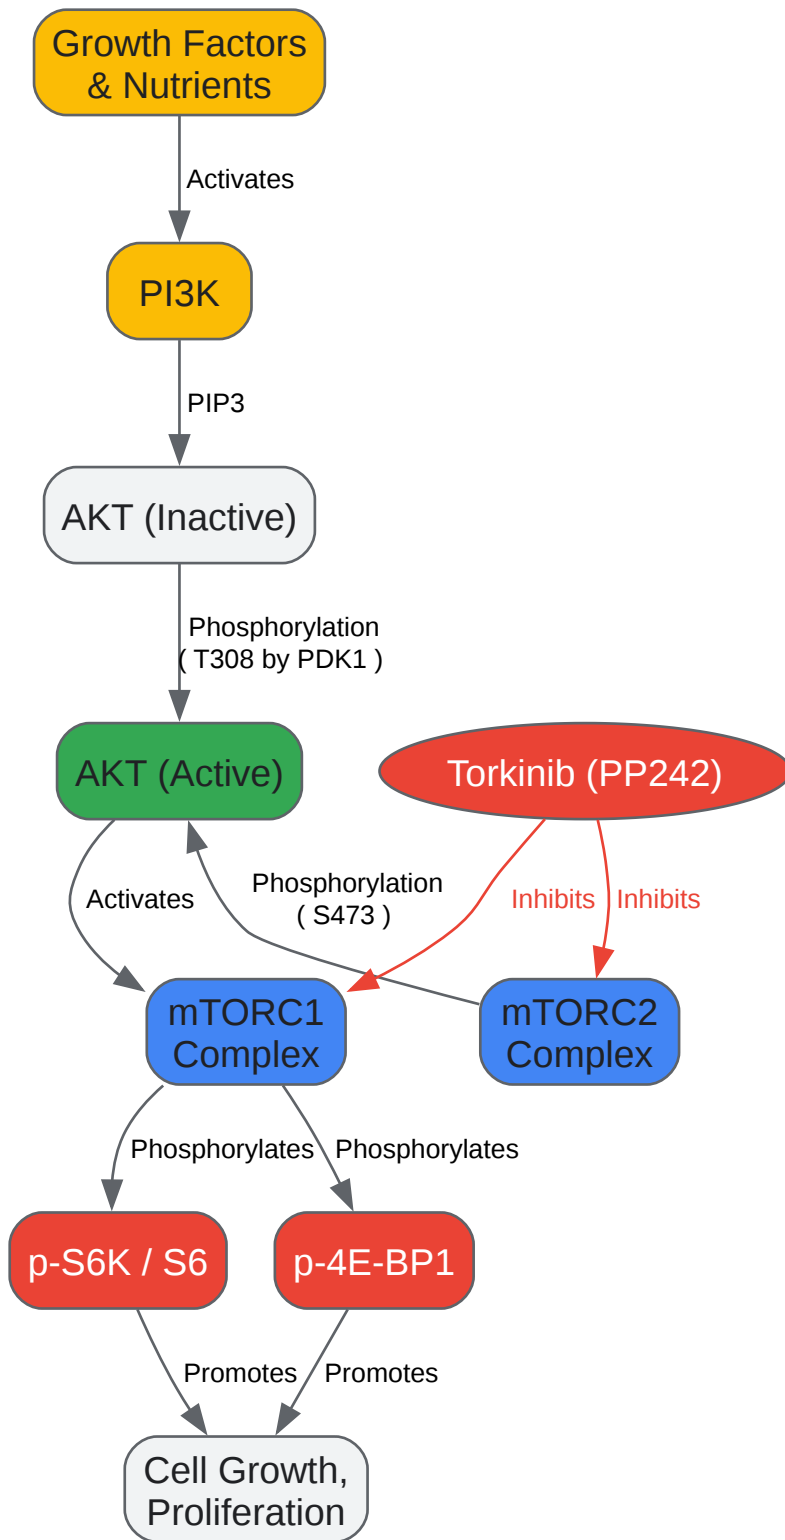 Growth Factors
& Nutrients
Activates
PI3K
PIP3
AKT (Inactive)
Phosphorylation
( T308 by PDK1 )
AKT (Active)
Torkinib (PP242)
Activates
Phosphorylation
( S473 )
Inhibits
Inhibits
mTORC1
Complex
mTORC2
Complex
Phosphorylates
Phosphorylates
p-S6K / S6
p-4E-BP1
Promotes
Promotes
Cell Growth,
Proliferation